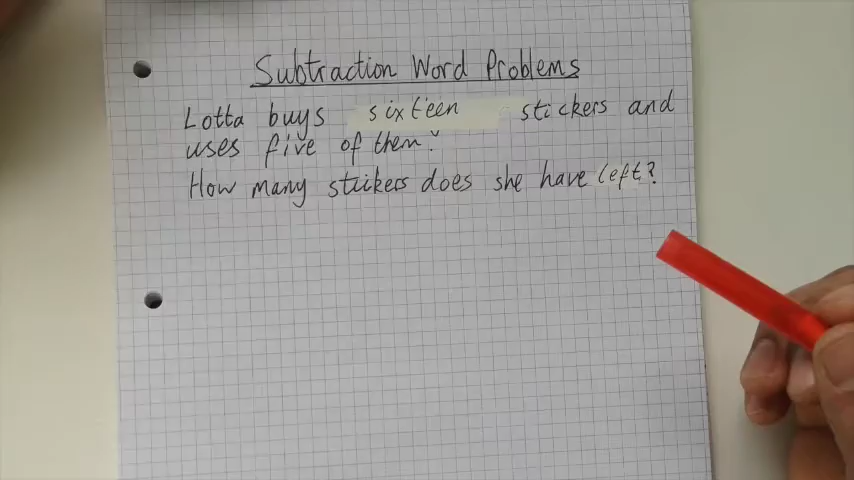 Subtraction Word Problems
Lotta buys sixteen stickers and
uses five of them?
How many stickers does she have left?